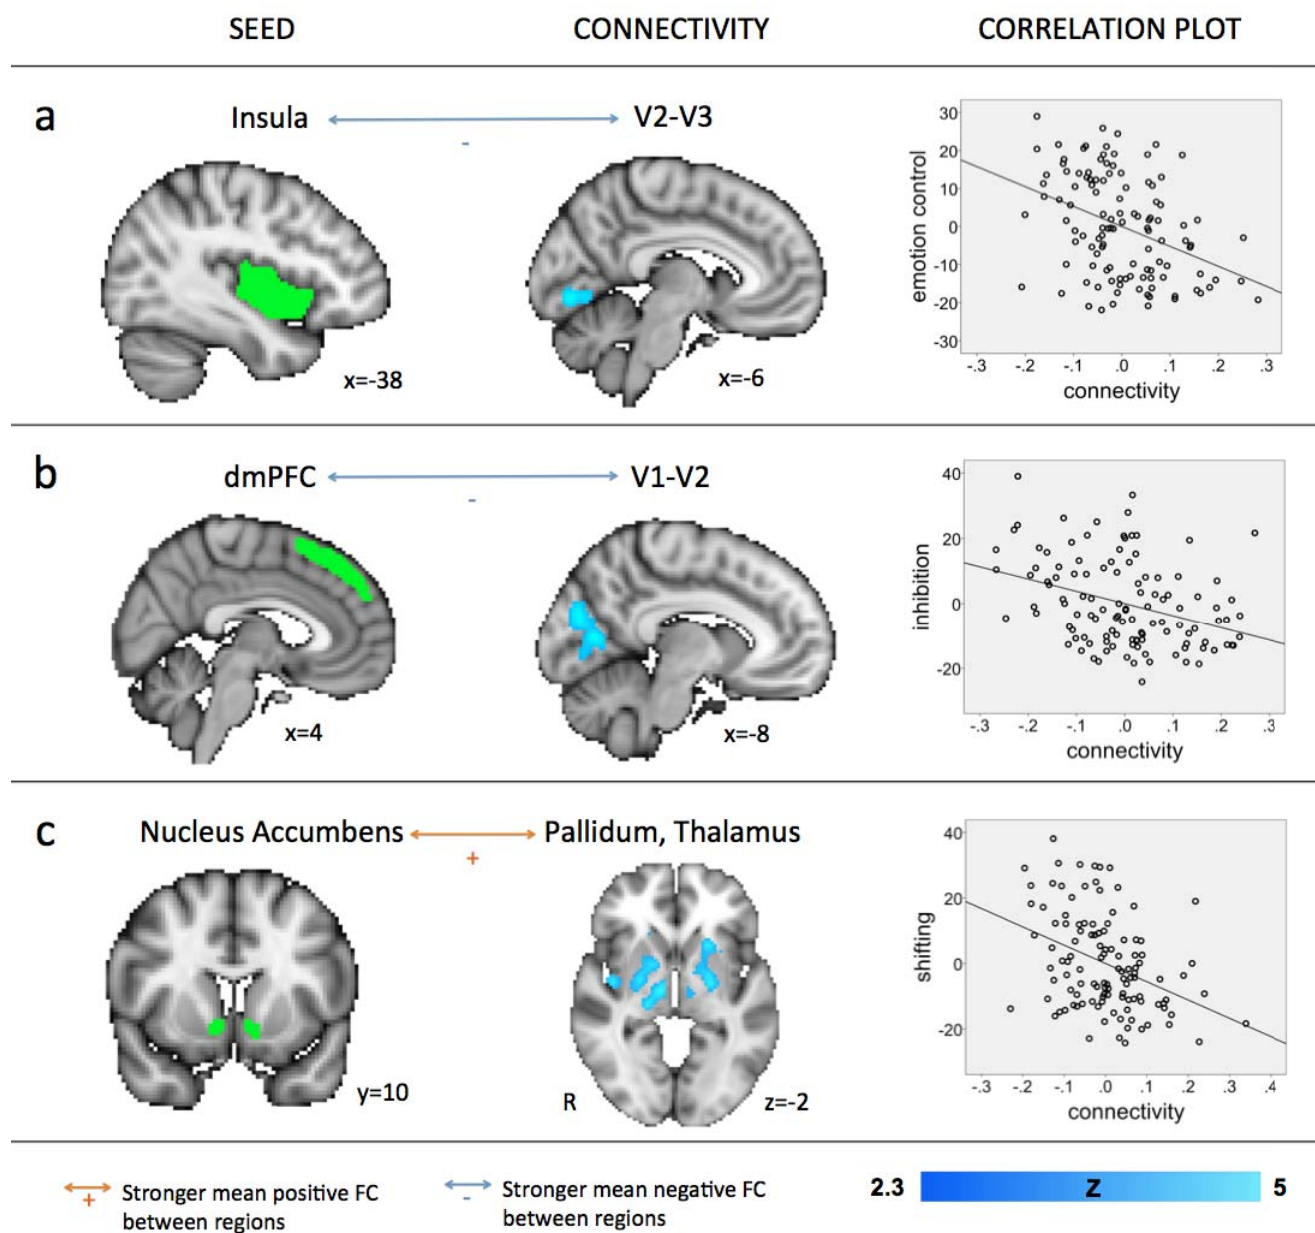 SEED CONNECTIVITY CORRELATION PLOT
a Insula - V2-V3
x=-38 x=-6
30
20
10
0
-10
-20
-30
emotion control
-.3 -.2 -.1 .0 .1 .2 .3
connectivity
b dmPFC - V1-V2
x=4 x=-8
40
20
0
-20
inhibition
-.3 -.2 -.1 .0 .1 .2 .3
connectivity
c Nucleus Accumbens + Pallidum, Thalamus
y=10 R z=-2
40
20
0
-20
shifting
-.3 -.2 -.1 .0 .1 .2 .3 .4
connectivity
+ Stronger mean positive FC
between regions
- Stronger mean negative FC
between regions
2.3 Z 5